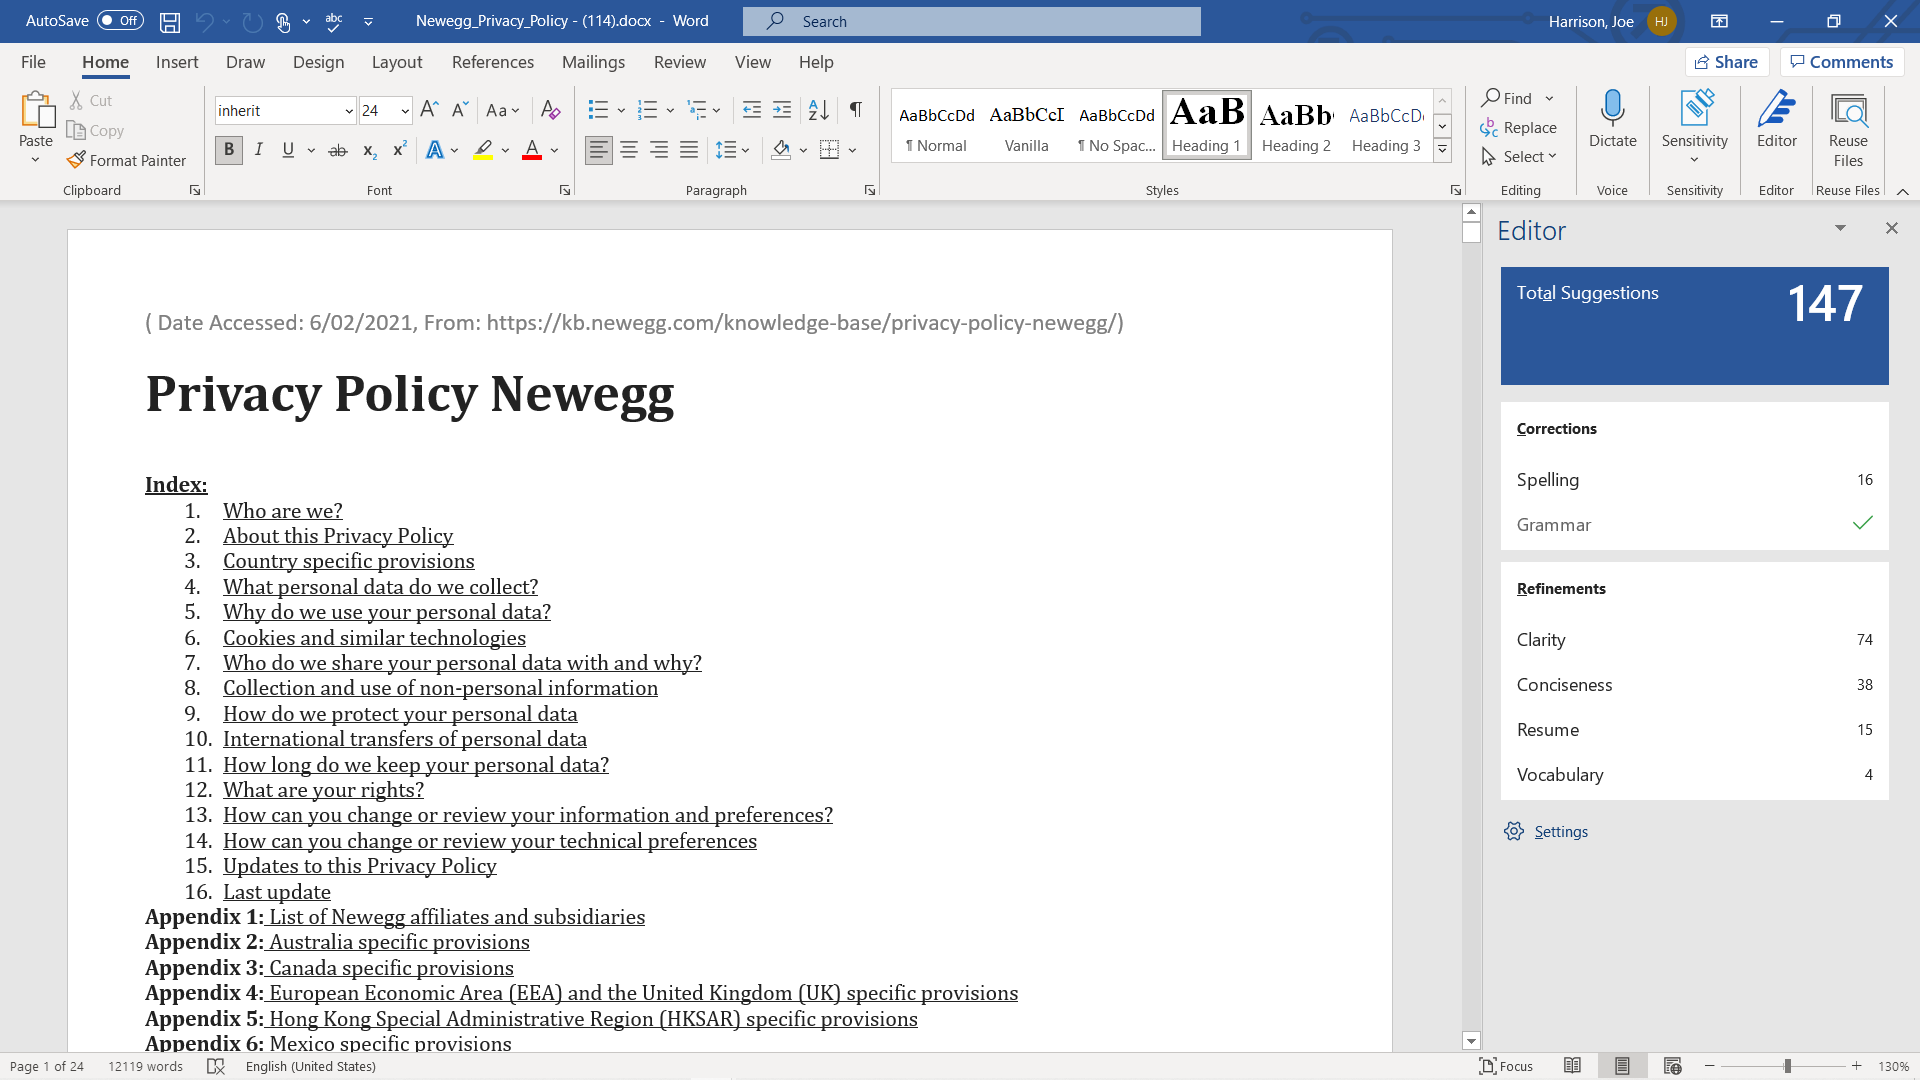 AutoSave Off Newegg_Privacy_Policy - (114).docx - Word Search Harrison, Joe HJ
File Home Insert Draw Design Layout References Mailings Review View Help Share Comments
Paste Cut Copy Format Painter Clipboard
inherit 24 Aa B I U ab x₂ x² A A Font
Paragraph
AaBbCcDd AaBbCcI AaBbCcDd AaB AaBb AaBbCcD
¶ Normal Vanilla ¶ No Spac... Heading 1 Heading 2 Heading 3
Styles
Find Replace Select Editing
Dictate Voice
Sensitivity Sensitivity
Editor Editor
Reuse Files Reuse Files
( Date Accessed: 6/02/2021, From: https://kb.newegg.com/knowledge-base/privacy-policy-newegg/)
Privacy Policy Newegg
Index:
1. Who are we?
2. About this Privacy Policy
3. Country specific provisions
4. What personal data do we collect?
5. Why do we use your personal data?
6. Cookies and similar technologies
7. Who do we share your personal data with and why?
8. Collection and use of non-personal information
9. How do we protect your personal data
10. International transfers of personal data
11. How long do we keep your personal data?
12. What are your rights?
13. How can you change or review your information and preferences?
14. How can you change or review your technical preferences
15. Updates to this Privacy Policy
16. Last update
Appendix 1: List of Newegg affiliates and subsidiaries
Appendix 2: Australia specific provisions
Appendix 3: Canada specific provisions
Appendix 4: European Economic Area (EEA) and the United Kingdom (UK) specific provisions
Appendix 5: Hong Kong Special Administrative Region (HKSAR) specific provisions
Appendix 6: Mexico specific provisions
Editor
Total Suggestions 147
Corrections
Spelling 16
Grammar
Refinements
Clarity 74
Conciseness 38
Resume 15
Vocabulary 4
Settings
Page 1 of 24 12119 words English (United States) Focus 130%